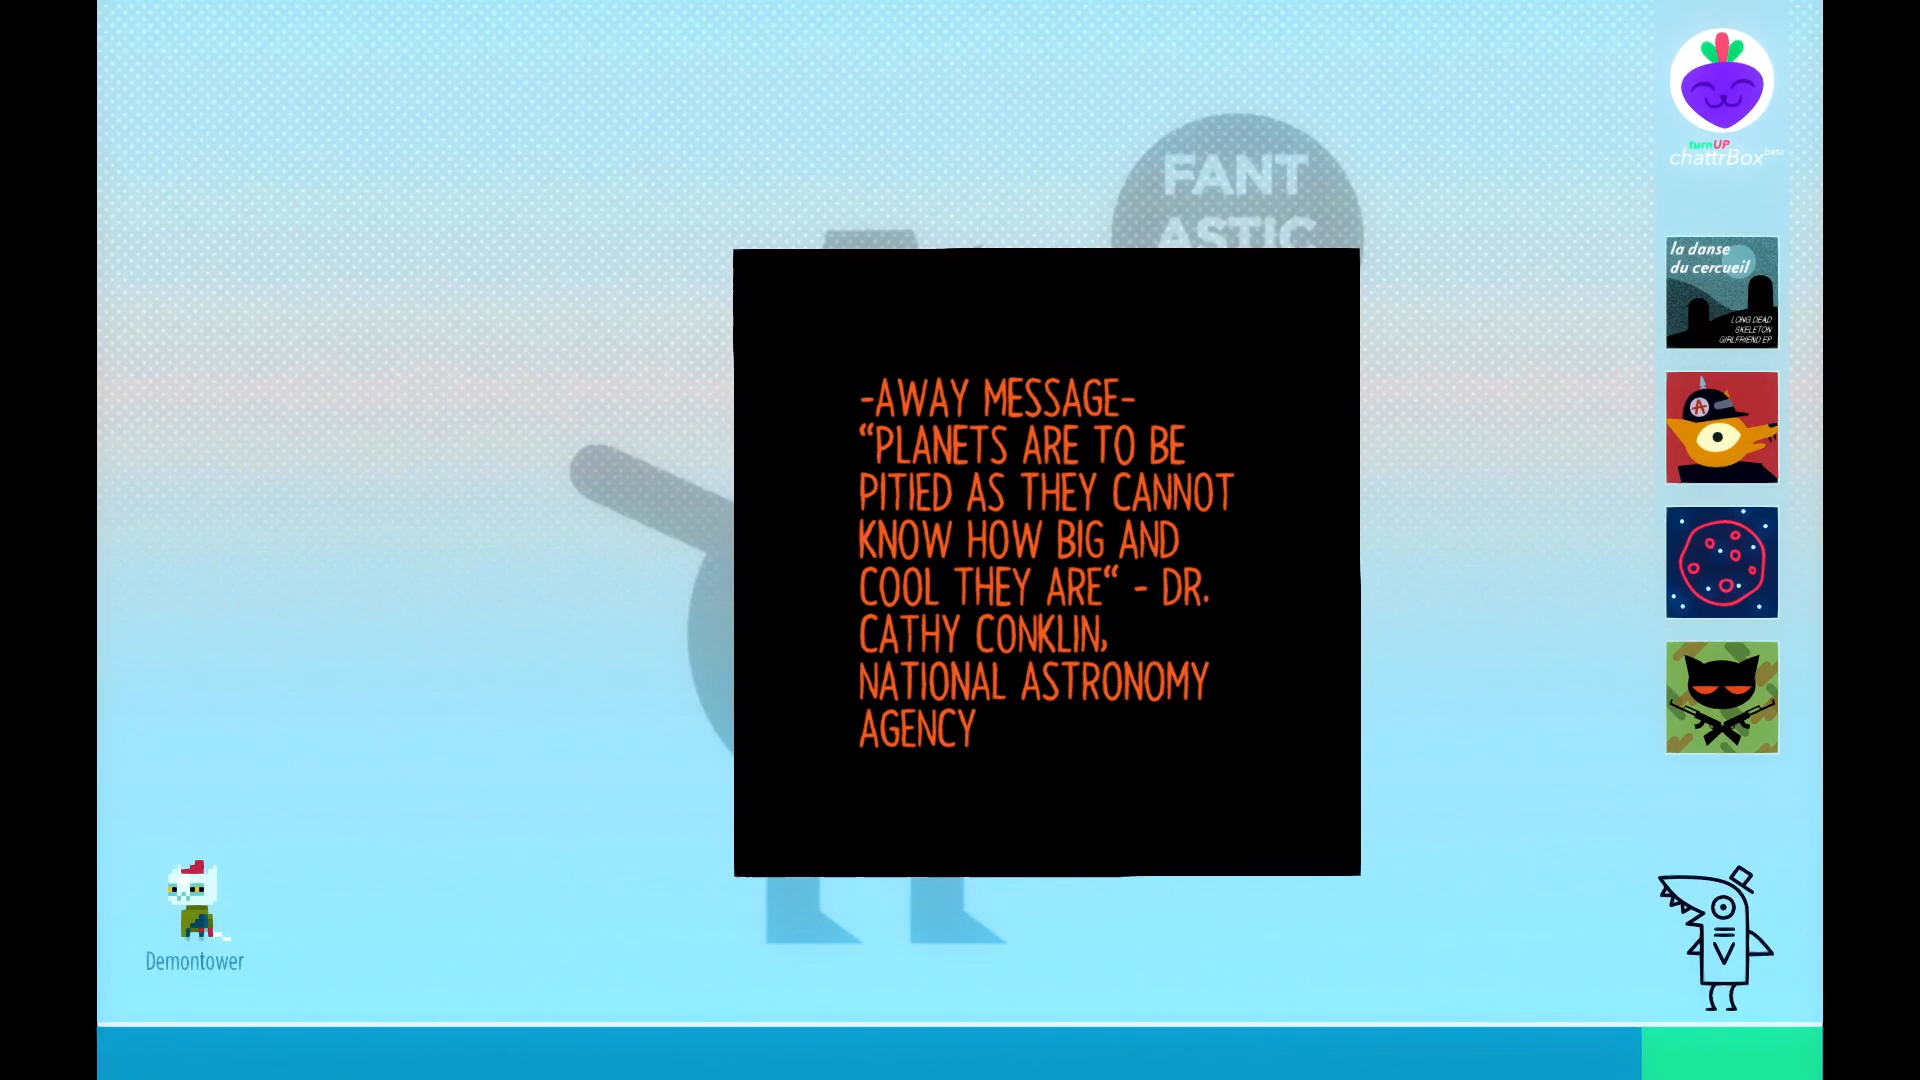 FANT
ASTIC
turnUP
chattrBox beta
la danse
du cercueil
LONG DEAD
SKELETON
GIRLFRIEND EP
A
-AWAY MESSAGE-
“PLANETS ARE TO BE
PITIED AS THEY CANNOT
KNOW HOW BIG AND
COOL THEY ARE“ - DR.
CATHY CONKLIN,
NATIONAL ASTRONOMY
AGENCY
Demontower